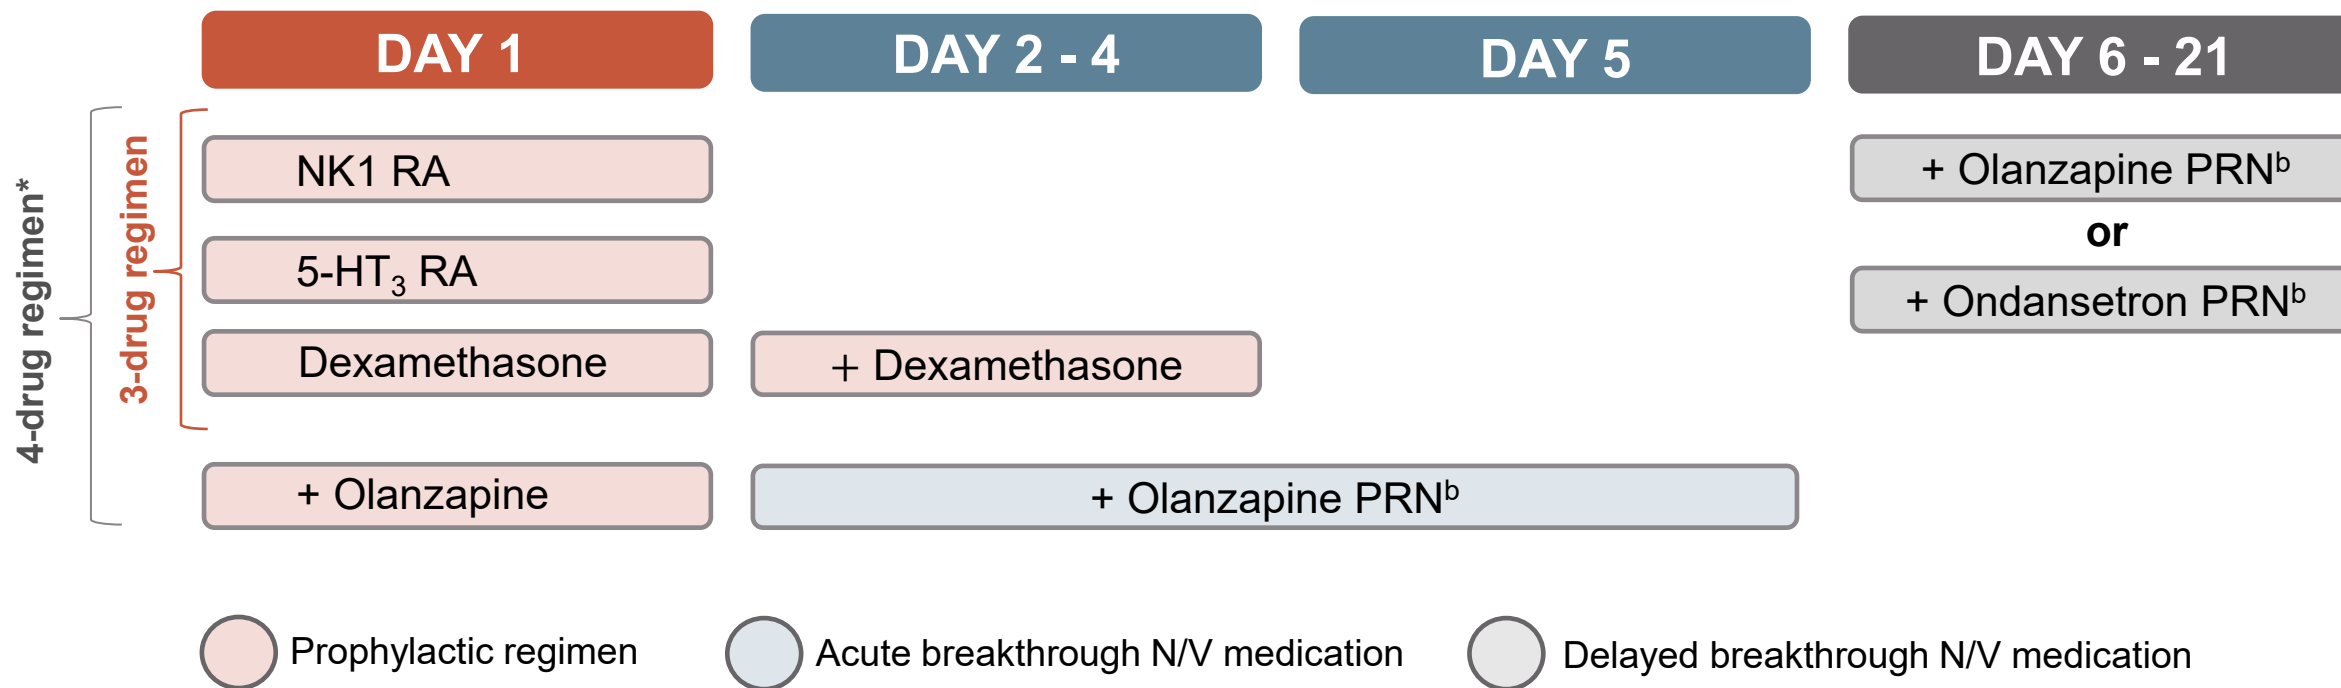 DAY 1
DAY 2 - 4
DAY 5
DAY 6 - 21
4-drug regimen*
3-drug regimen
NK1 RA
5-HT₃ RA
Dexamethasone
+ Olanzapine
+ Dexamethasone
+ Olanzapine PRNᵇ
+ Olanzapine PRNᵇ
or
+ Ondansetron PRNᵇ
Prophylactic regimen
Acute breakthrough N/V medication
Delayed breakthrough N/V medication